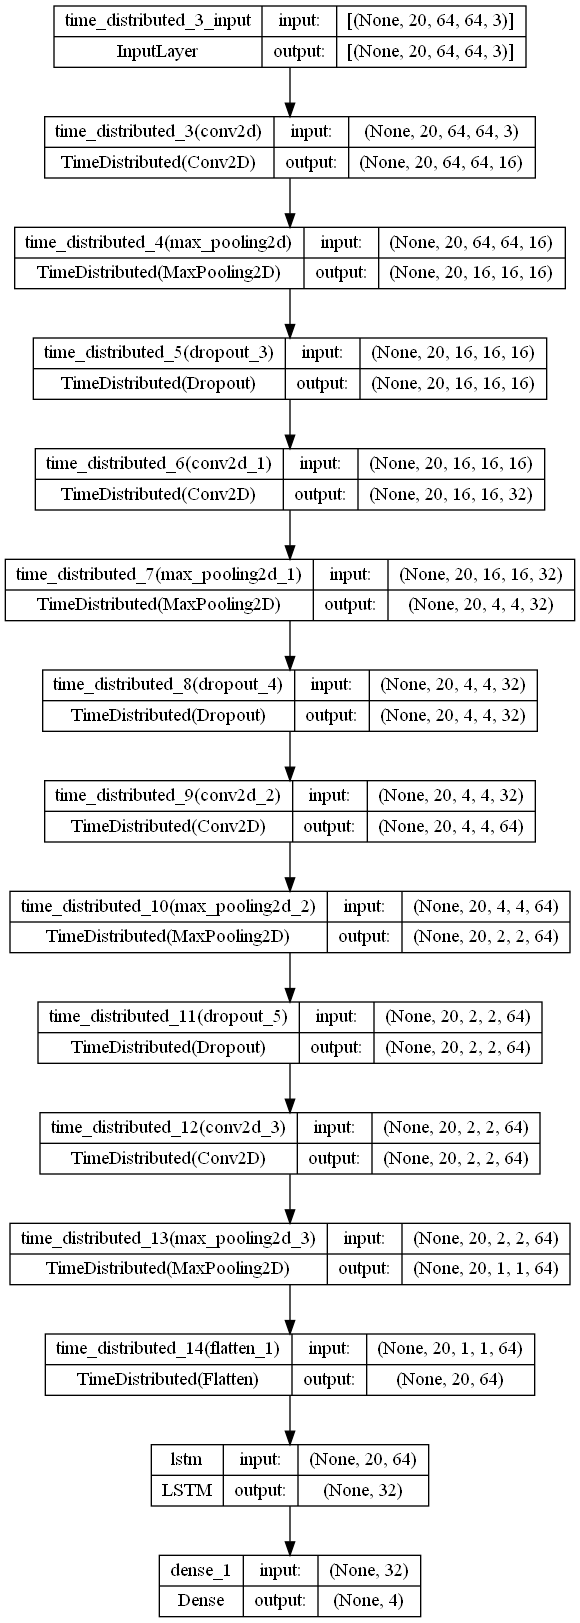 time_distributed_3_input input: [(None, 20, 64, 64, 3)]
InputLayer output: [(None, 20, 64, 64, 3)]
time_distributed_3(conv2d) input: (None, 20, 64, 64, 3)
TimeDistributed(Conv2D) output: (None, 20, 64, 64, 16)
time_distributed_4(max_pooling2d) input: (None, 20, 64, 64, 16)
TimeDistributed(MaxPooling2D) output: (None, 20, 16, 16, 16)
time_distributed_5(dropout_3) input: (None, 20, 16, 16, 16)
TimeDistributed(Dropout) output: (None, 20, 16, 16, 16)
time_distributed_6(conv2d_1) input: (None, 20, 16, 16, 16)
TimeDistributed(Conv2D) output: (None, 20, 16, 16, 32)
time_distributed_7(max_pooling2d_1) input: (None, 20, 16, 16, 32)
TimeDistributed(MaxPooling2D) output: (None, 20, 4, 4, 32)
time_distributed_8(dropout_4) input: (None, 20, 4, 4, 32)
TimeDistributed(Dropout) output: (None, 20, 4, 4, 32)
time_distributed_9(conv2d_2) input: (None, 20, 4, 4, 32)
TimeDistributed(Conv2D) output: (None, 20, 4, 4, 64)
time_distributed_10(max_pooling2d_2) input: (None, 20, 4, 4, 64)
TimeDistributed(MaxPooling2D) output: (None, 20, 2, 2, 64)
time_distributed_11(dropout_5) input: (None, 20, 2, 2, 64)
TimeDistributed(Dropout) output: (None, 20, 2, 2, 64)
time_distributed_12(conv2d_3) input: (None, 20, 2, 2, 64)
TimeDistributed(Conv2D) output: (None, 20, 2, 2, 64)
time_distributed_13(max_pooling2d_3) input: (None, 20, 2, 2, 64)
TimeDistributed(MaxPooling2D) output: (None, 20, 1, 1, 64)
time_distributed_14(flatten_1) input: (None, 20, 1, 1, 64)
TimeDistributed(Flatten) output: (None, 20, 64)
lstm input: (None, 20, 64)
LSTM output: (None, 32)
dense_1 input: (None, 32)
Dense output: (None, 4)